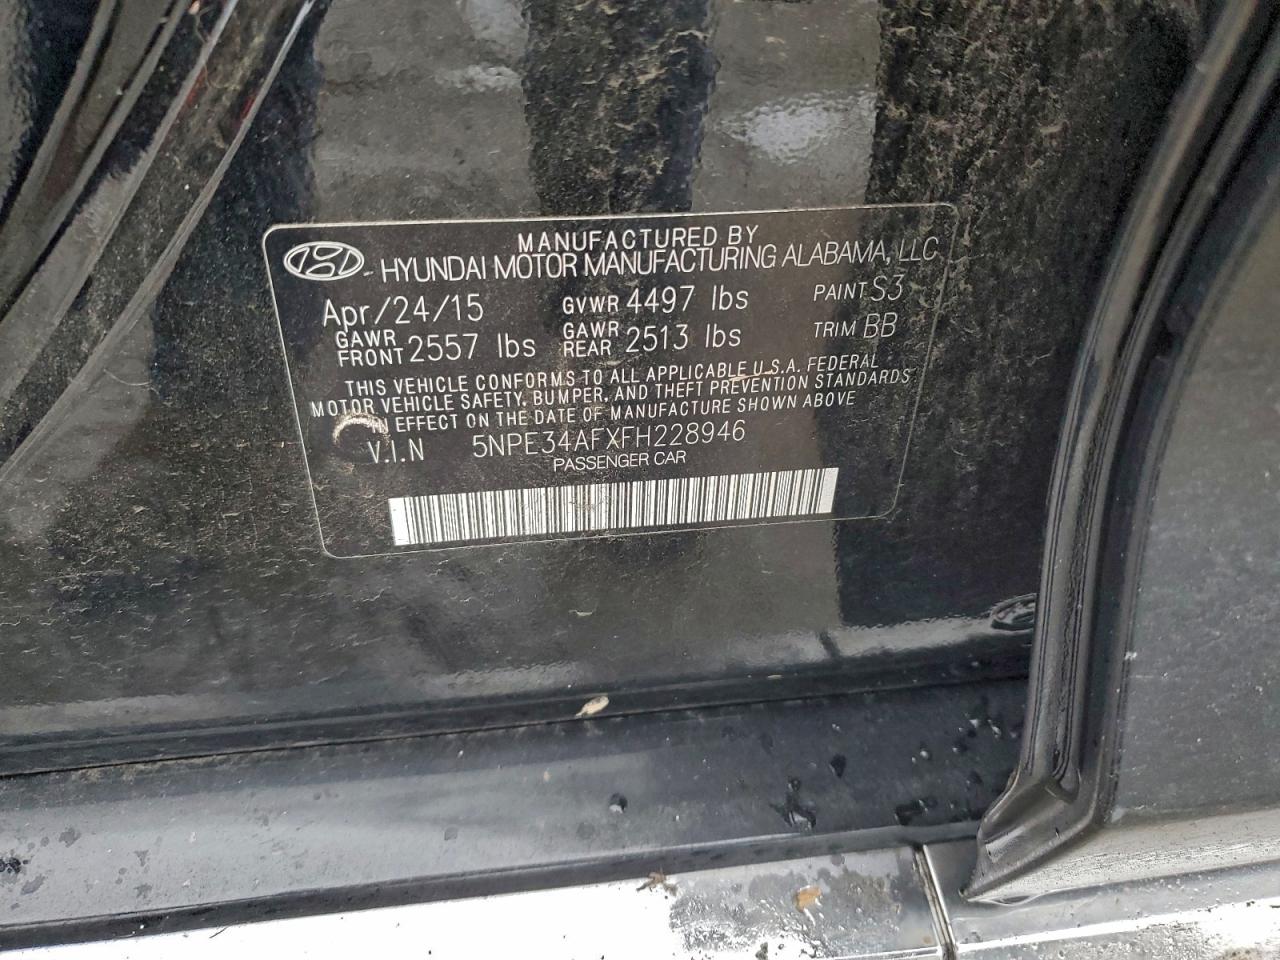 MANUFACTURED BY
HYUNDAI MOTOR MANUFACTURING ALABAMA, LLC
Apr/24/15 GVWR 4497 lbs PAINT S3
GAWR FRONT 2557 lbs GAWR REAR 2513 lbs TRIM BB
THIS VEHICLE CONFORMS TO ALL APPLICABLE U.S.A. FEDERAL
MOTOR VEHICLE SAFETY, BUMPER, AND THEFT PREVENTION STANDARDS
IN EFFECT ON THE DATE OF MANUFACTURE SHOWN ABOVE
V.I.N 5NPE34AFXFH228946
PASSENGER CAR